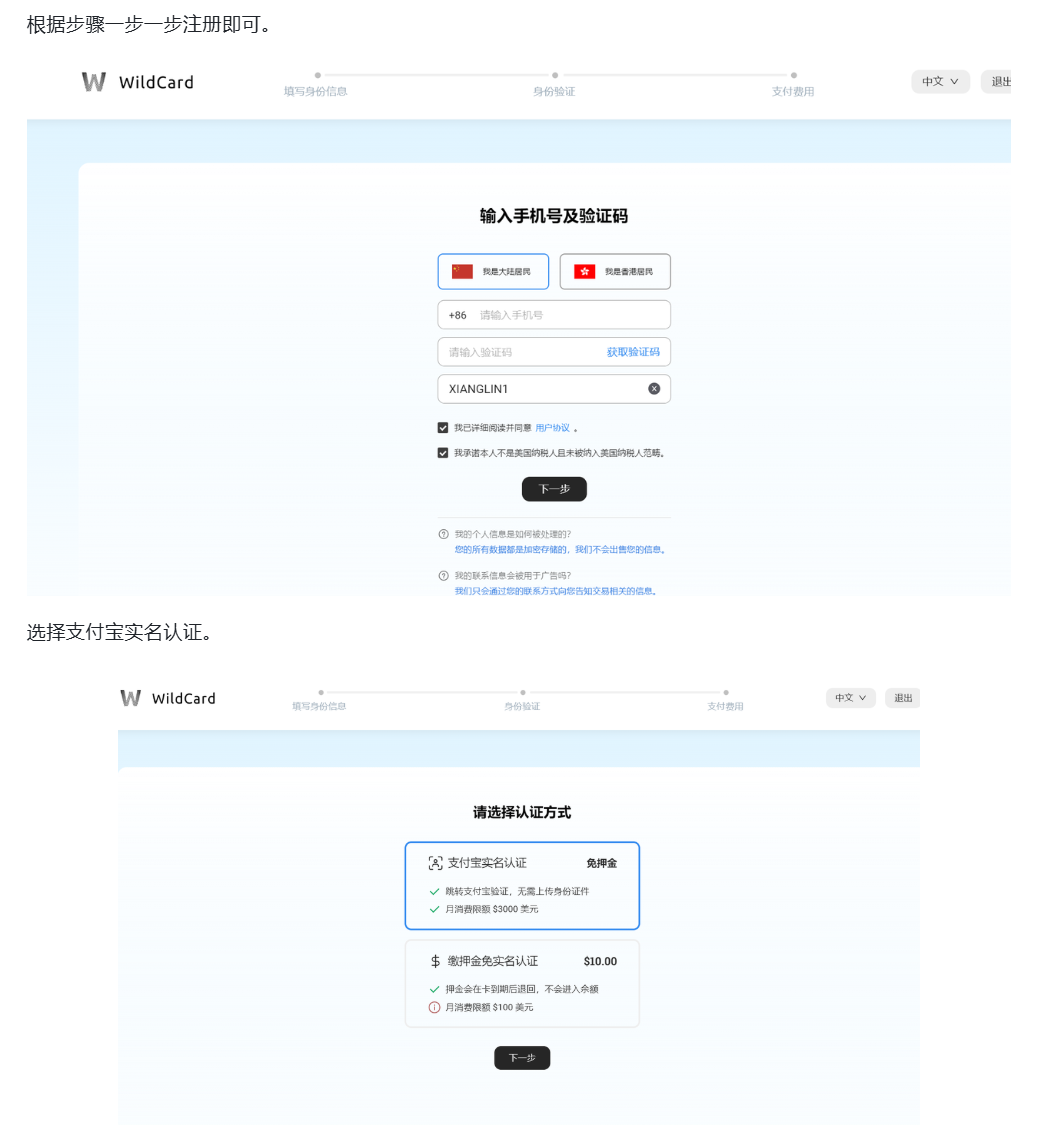 根据步骤一步一步注册即可。
WildCard
填写身份信息
身份验证
支付费用
中文
退出
输入手机号及验证码
我是大陆居民
我是香港居民
+86 请输入手机号
请输入验证码 获取验证码
XIANGLIN1
我已详细阅读并同意 用户协议 。
我承诺本人不是美国纳税人且未被纳入美国纳税人范畴。
下一步
我的个人信息是如何被处理的?
您的所有数据都是加密存储的，我们不会出售您的信息。
我的联系信息会被用于广告吗?
我们只会通过您的联系方式向您告知交易相关的信息。
选择支付宝实名认证。
WildCard
填写身份信息
身份验证
支付费用
中文
退出
请选择认证方式
支付宝实名认证 免押金
跳转支付宝验证，无需上传身份证件
月消费限额 $3000 美元
缴押金免实名认证 $10.00
押金会在卡到期后退回，不会进入余额
月消费限额 $100 美元
下一步